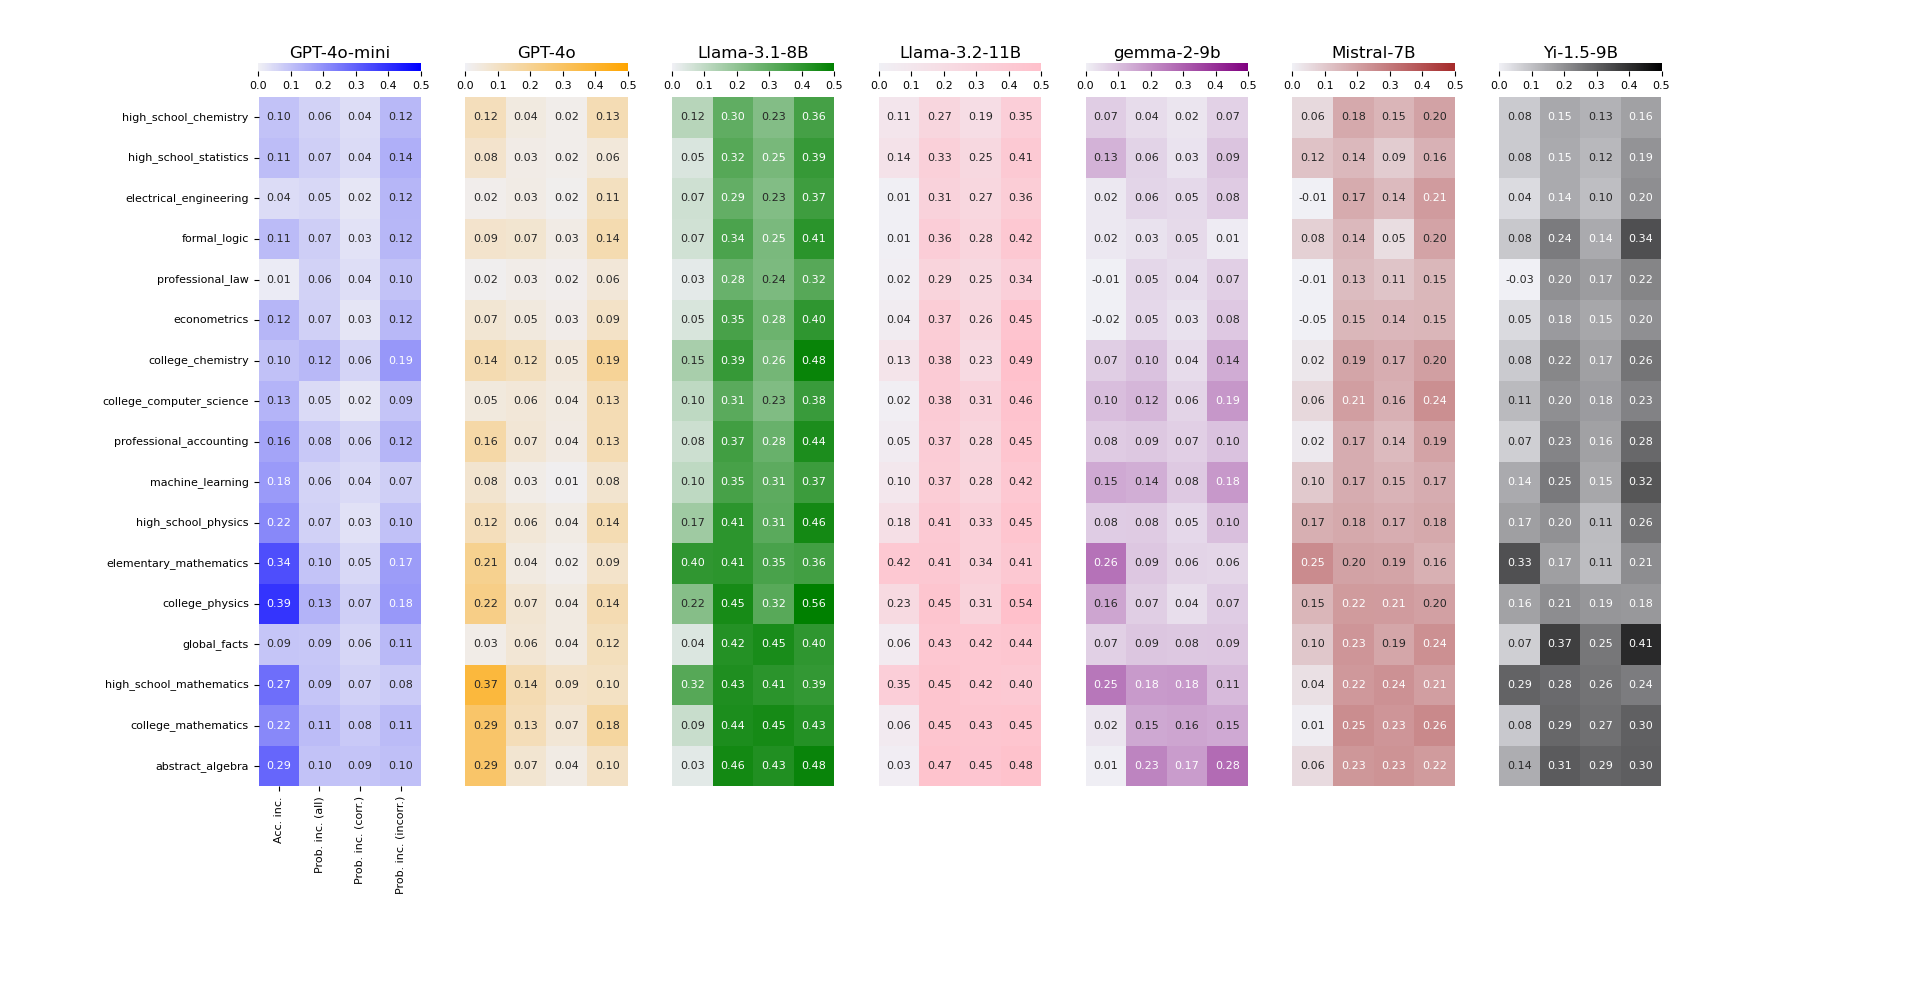 GPT-4o-mini GPT-4o Llama-3.1-8B Llama-3.2-11B gemma-2-9b Mistral-7B Yi-1.5-9B
0.0 0.1 0.2 0.3 0.4 0.5 0.0 0.1 0.2 0.3 0.4 0.5 0.0 0.1 0.2 0.3 0.4 0.5 0.0 0.1 0.2 0.3 0.4 0.5 0.0 0.1 0.2 0.3 0.4 0.5 0.0 0.1 0.2 0.3 0.4 0.5 0.0 0.1 0.2 0.3 0.4 0.5
high_school_chemistry 0.10 0.06 0.04 0.12 0.12 0.04 0.02 0.13 0.12 0.30 0.23 0.36 0.11 0.27 0.19 0.35 0.07 0.04 0.02 0.07 0.06 0.18 0.15 0.20 0.08 0.15 0.13 0.16
high_school_statistics 0.11 0.07 0.04 0.14 0.08 0.03 0.02 0.06 0.05 0.32 0.25 0.39 0.14 0.33 0.25 0.41 0.13 0.06 0.03 0.09 0.12 0.14 0.09 0.16 0.08 0.15 0.12 0.19
electrical_engineering 0.04 0.05 0.02 0.12 0.02 0.03 0.02 0.11 0.07 0.29 0.23 0.37 0.01 0.31 0.27 0.36 0.02 0.06 0.05 0.08 -0.01 0.17 0.14 0.21 0.04 0.14 0.10 0.20
formal_logic 0.11 0.07 0.03 0.12 0.09 0.07 0.03 0.14 0.07 0.34 0.25 0.41 0.01 0.36 0.28 0.42 0.02 0.03 0.05 0.01 0.08 0.14 0.05 0.20 0.08 0.24 0.14 0.34
professional_law 0.01 0.06 0.04 0.10 0.02 0.03 0.02 0.06 0.03 0.28 0.24 0.32 0.02 0.29 0.25 0.34 -0.01 0.05 0.04 0.07 -0.01 0.13 0.11 0.15 -0.03 0.20 0.17 0.22
econometrics 0.12 0.07 0.03 0.12 0.07 0.05 0.03 0.09 0.05 0.35 0.28 0.40 0.04 0.37 0.26 0.45 -0.02 0.05 0.03 0.08 -0.05 0.15 0.14 0.15 0.05 0.18 0.15 0.20
college_chemistry 0.10 0.12 0.06 0.19 0.14 0.12 0.05 0.19 0.15 0.39 0.26 0.48 0.13 0.38 0.23 0.49 0.07 0.10 0.04 0.14 0.02 0.19 0.17 0.20 0.08 0.22 0.17 0.26
college_computer_science 0.13 0.05 0.02 0.09 0.05 0.06 0.04 0.13 0.10 0.31 0.23 0.38 0.02 0.38 0.31 0.46 0.10 0.12 0.06 0.19 0.06 0.21 0.16 0.24 0.11 0.20 0.18 0.23
professional_accounting 0.16 0.08 0.06 0.12 0.16 0.07 0.04 0.13 0.08 0.37 0.28 0.44 0.05 0.37 0.28 0.45 0.08 0.09 0.07 0.10 0.02 0.17 0.14 0.19 0.07 0.23 0.16 0.28
machine_learning 0.18 0.06 0.04 0.07 0.08 0.03 0.01 0.08 0.10 0.35 0.31 0.37 0.10 0.37 0.28 0.42 0.15 0.14 0.08 0.18 0.10 0.17 0.15 0.17 0.14 0.25 0.15 0.32
high_school_physics 0.22 0.07 0.03 0.10 0.12 0.06 0.04 0.14 0.17 0.41 0.31 0.46 0.18 0.41 0.33 0.45 0.08 0.08 0.05 0.10 0.17 0.18 0.17 0.18 0.17 0.20 0.11 0.26
elementary_mathematics 0.34 0.10 0.05 0.17 0.21 0.04 0.02 0.09 0.40 0.41 0.35 0.36 0.42 0.41 0.34 0.41 0.26 0.09 0.06 0.06 0.25 0.20 0.19 0.16 0.33 0.17 0.11 0.21
college_physics 0.39 0.13 0.07 0.18 0.22 0.07 0.04 0.14 0.22 0.45 0.32 0.56 0.23 0.45 0.31 0.54 0.16 0.07 0.04 0.07 0.15 0.22 0.21 0.20 0.16 0.21 0.19 0.18
global_facts 0.09 0.09 0.06 0.11 0.03 0.06 0.04 0.12 0.04 0.42 0.45 0.40 0.06 0.43 0.42 0.44 0.07 0.09 0.08 0.09 0.10 0.23 0.19 0.24 0.07 0.37 0.25 0.41
high_school_mathematics 0.27 0.09 0.07 0.08 0.37 0.14 0.09 0.10 0.32 0.43 0.41 0.39 0.35 0.45 0.42 0.40 0.25 0.18 0.18 0.11 0.04 0.22 0.24 0.21 0.29 0.28 0.26 0.24
college_mathematics 0.22 0.11 0.08 0.11 0.29 0.13 0.07 0.18 0.09 0.44 0.45 0.43 0.06 0.45 0.43 0.45 0.02 0.15 0.16 0.15 0.01 0.25 0.23 0.26 0.08 0.29 0.27 0.30
abstract_algebra 0.29 0.10 0.09 0.10 0.29 0.07 0.04 0.10 0.03 0.46 0.43 0.48 0.03 0.47 0.45 0.48 0.01 0.23 0.17 0.28 0.06 0.23 0.23 0.22 0.14 0.31 0.29 0.30
Acc. inc.
Prob. inc. (all)
Prob. inc. (corr.)
Prob. inc. (incorr.)